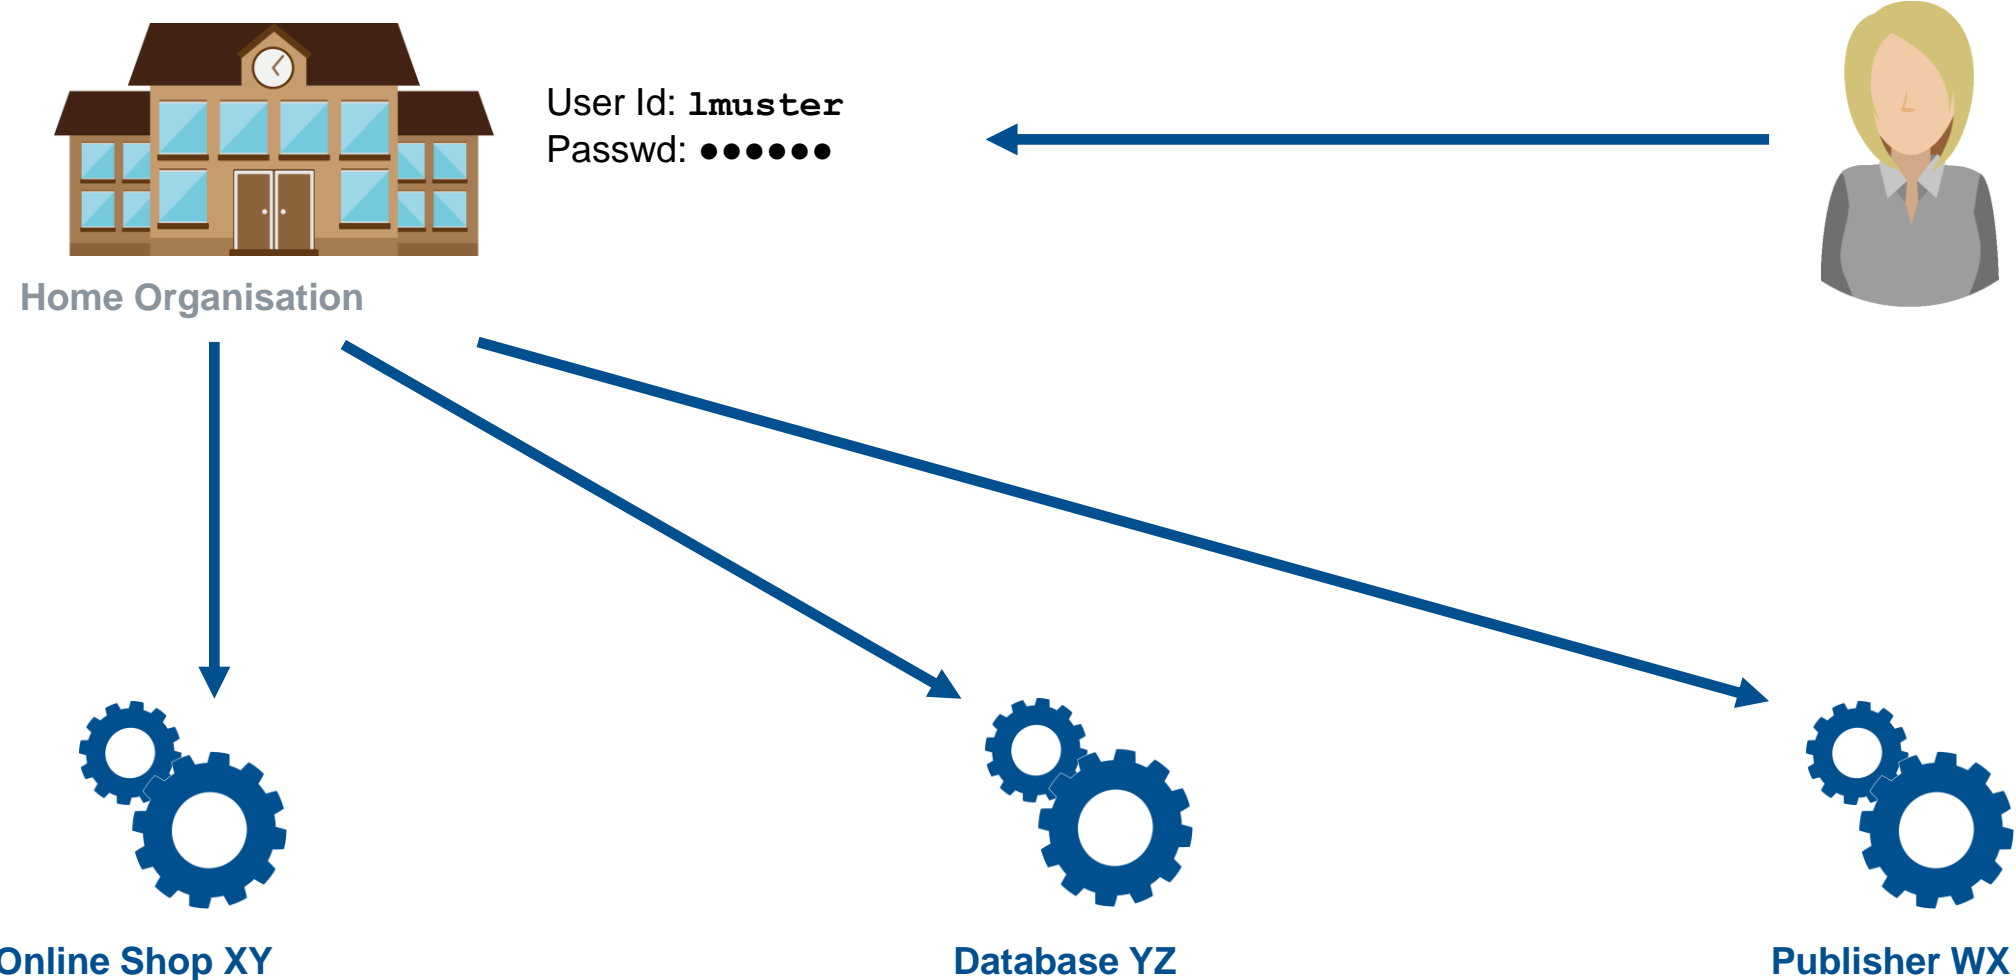 User Id: lmuster
Passwd: ●●●●●●
Home Organisation
Online Shop XY
Database YZ
Publisher WX